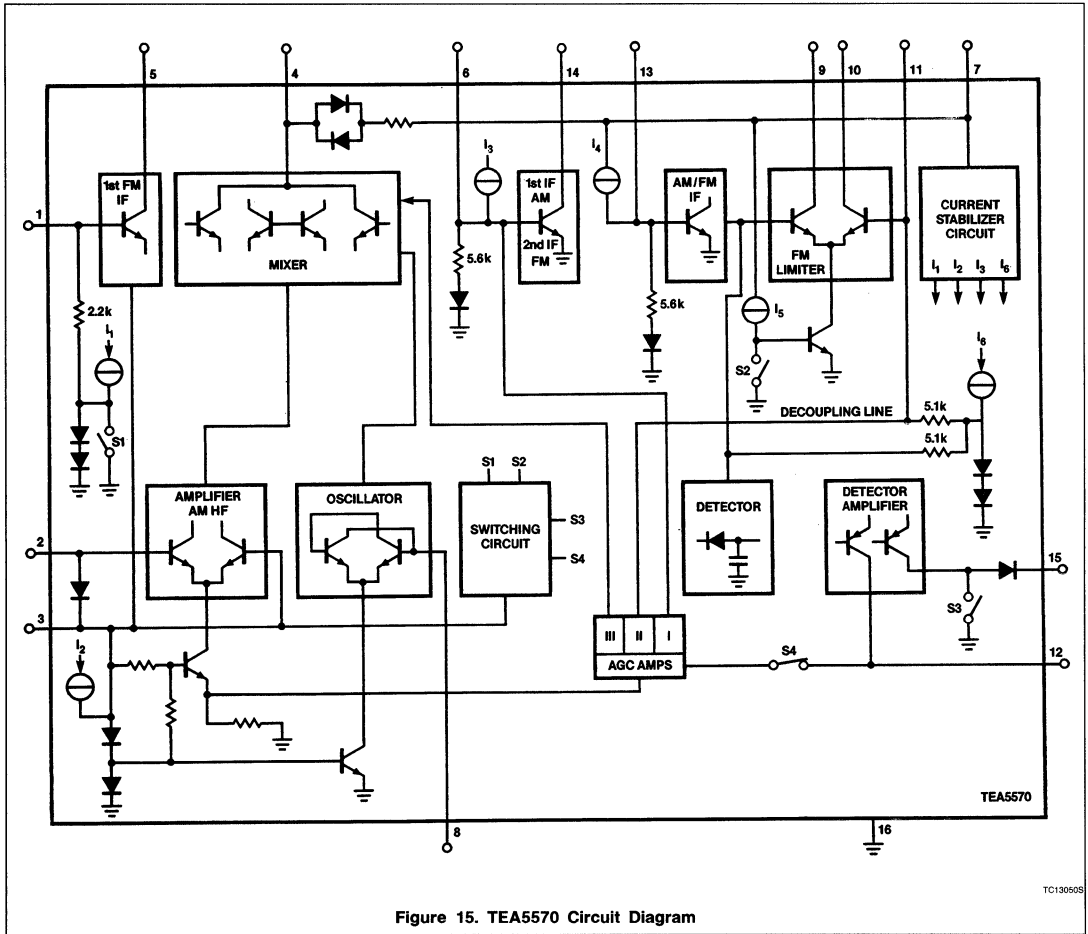 5
4
6
14
13
9
10
11
7
1st FM
IF
MIXER
I3
1st IF
AM
2nd IF
FM
I4
AM/FM
IF
FM
LIMITER
CURRENT
STABILIZER
CIRCUIT
I1 I2 I3 I6
1
2.2k
I1
S1
5.6k
5.6k
I5
S2
I6
DECOUPLING LINE
5.1k
5.1k
AMPLIFIER
AM HF
OSCILLATOR
S1 S2
SWITCHING
CIRCUIT
S3
S4
DETECTOR
DETECTOR
AMPLIFIER
2
3
I2
III II I
AGC AMPS
S4
S3
15
12
8
16
TEA5570
TC13050S
Figure 15. TEA5570 Circuit Diagram